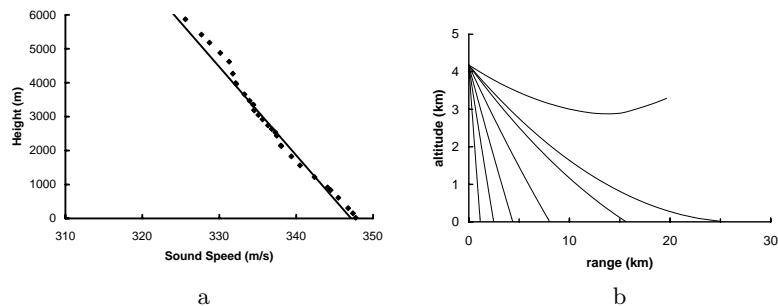 6000
5000
4000
3000
2000
1000
0
Height (m)
310 320 330 340 350
Sound Speed (m/s)
a
5
4
3
2
1
0
altitude (km)
0 10 20 30
range (km)
b